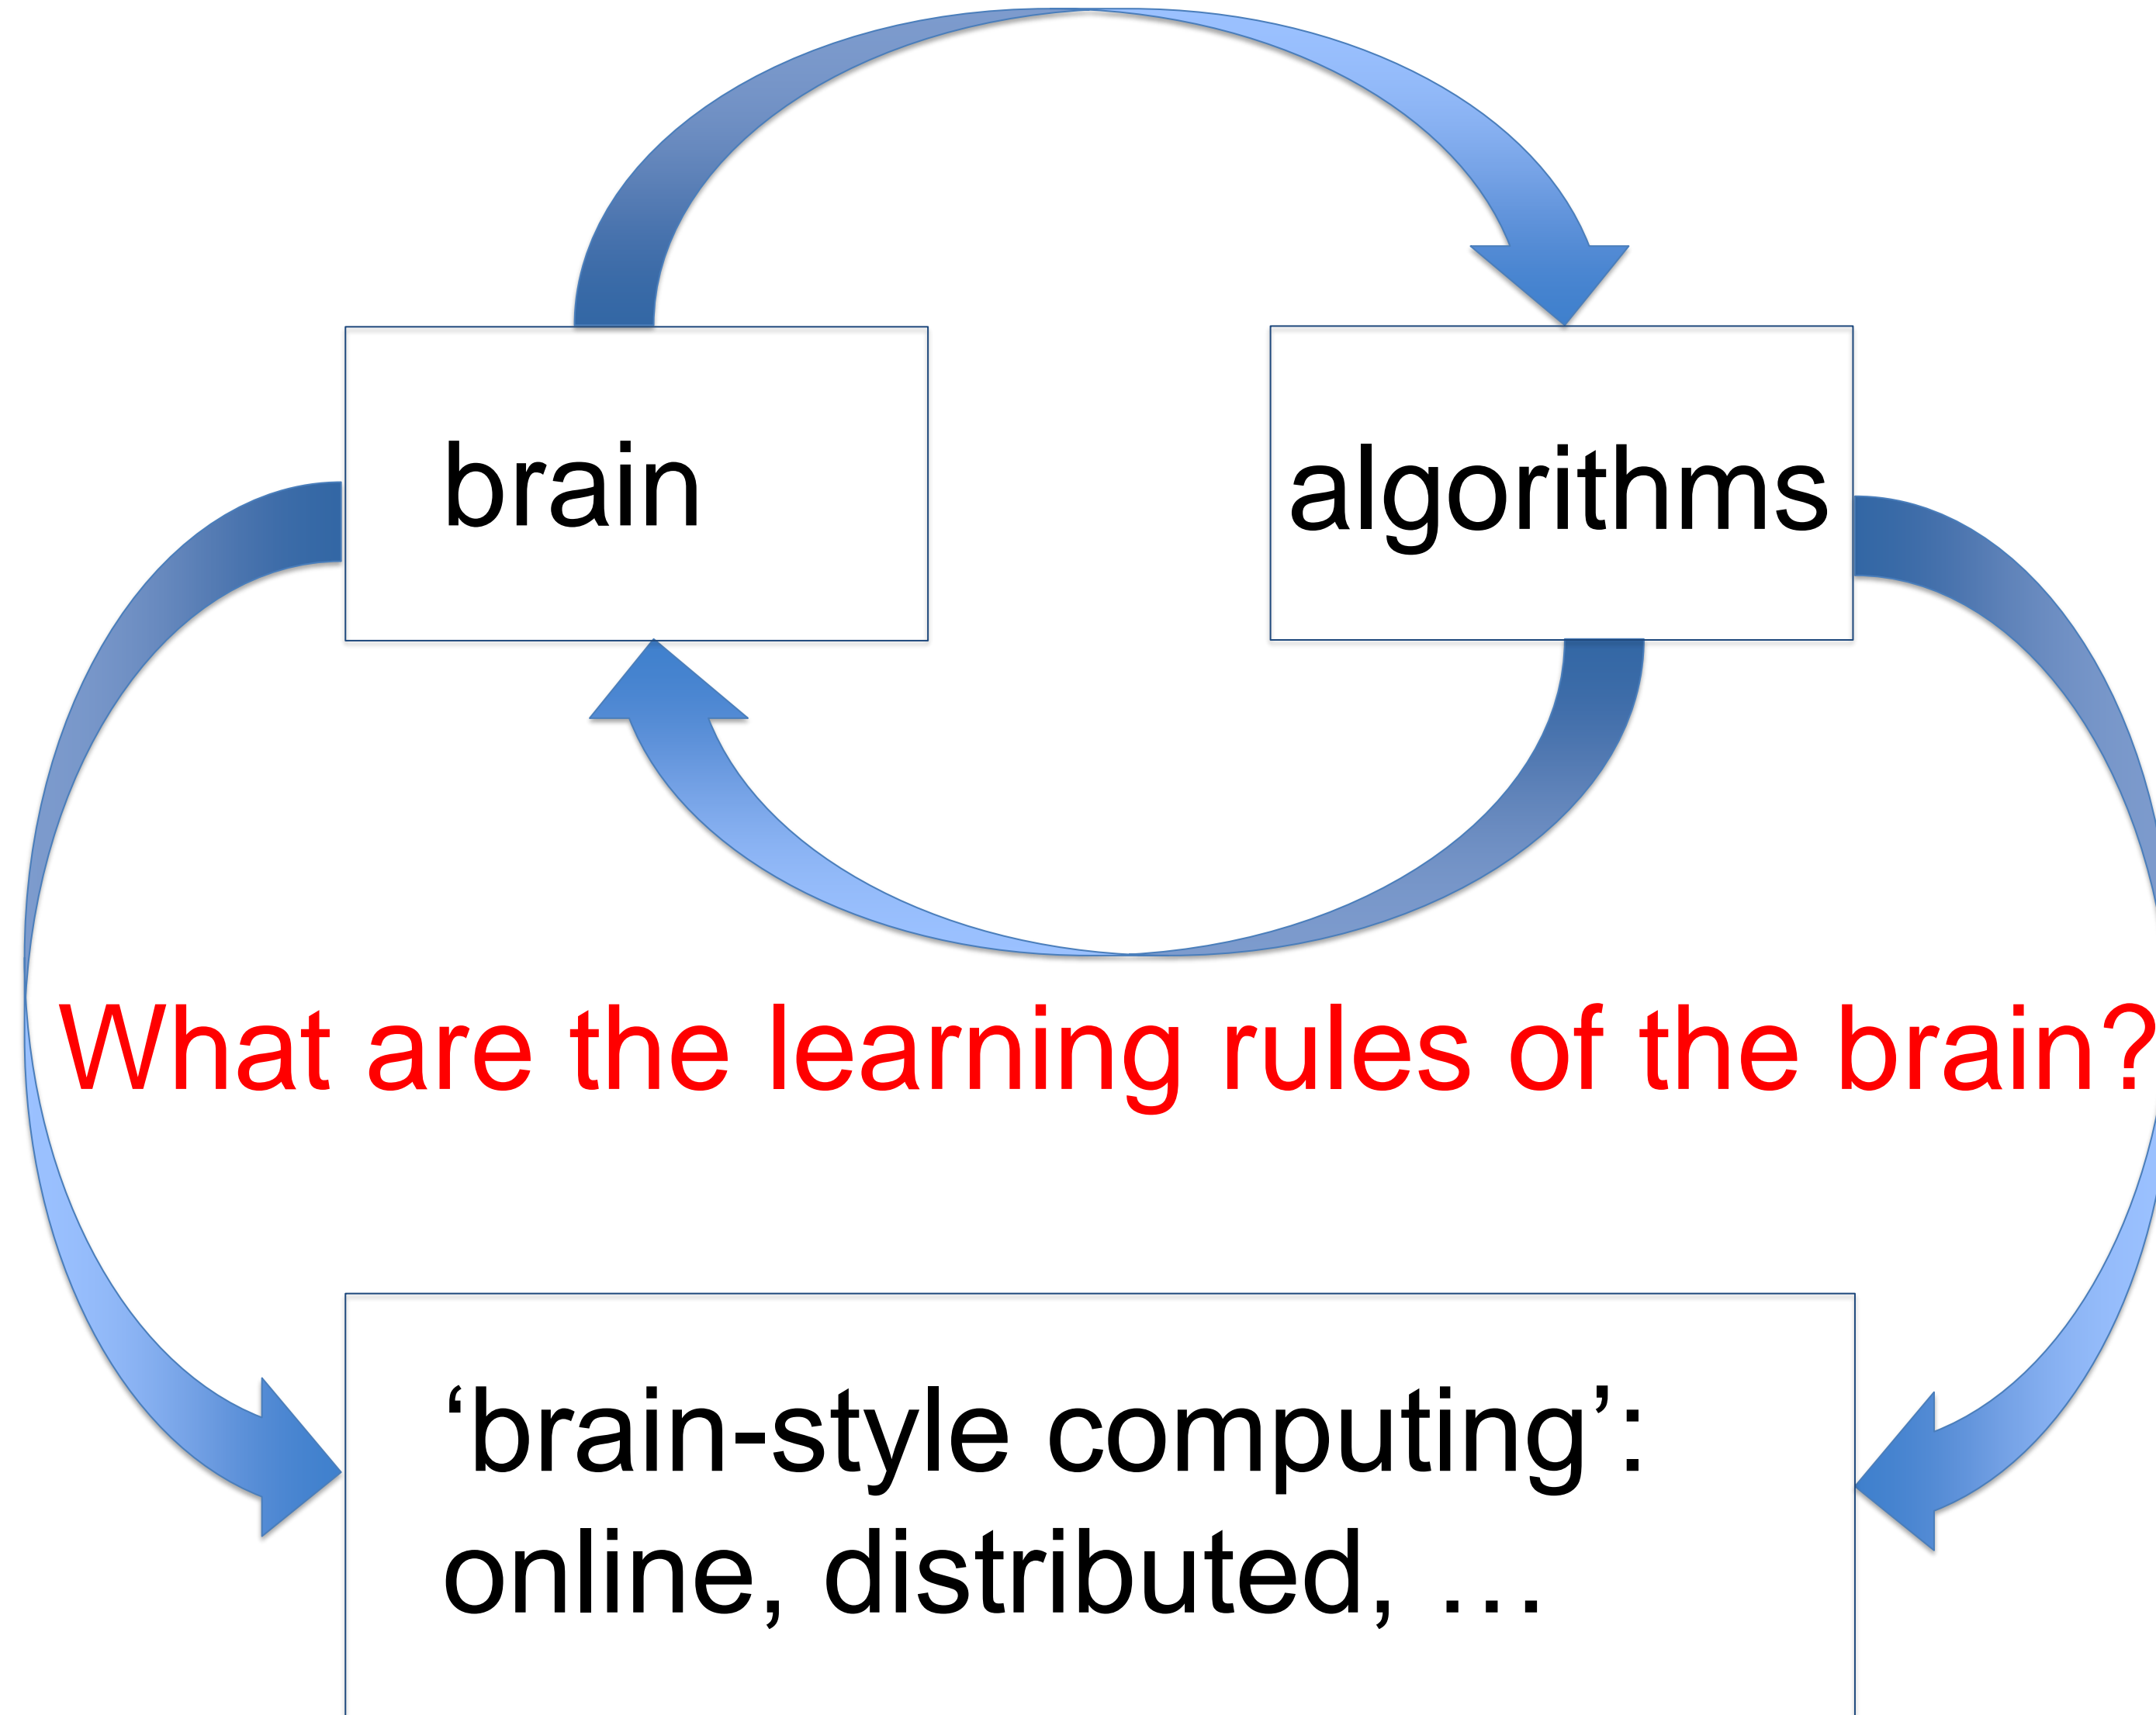 brain
algorithms
What are the learning rules of the brain?
‘brain-style computing’:
online, distributed, …